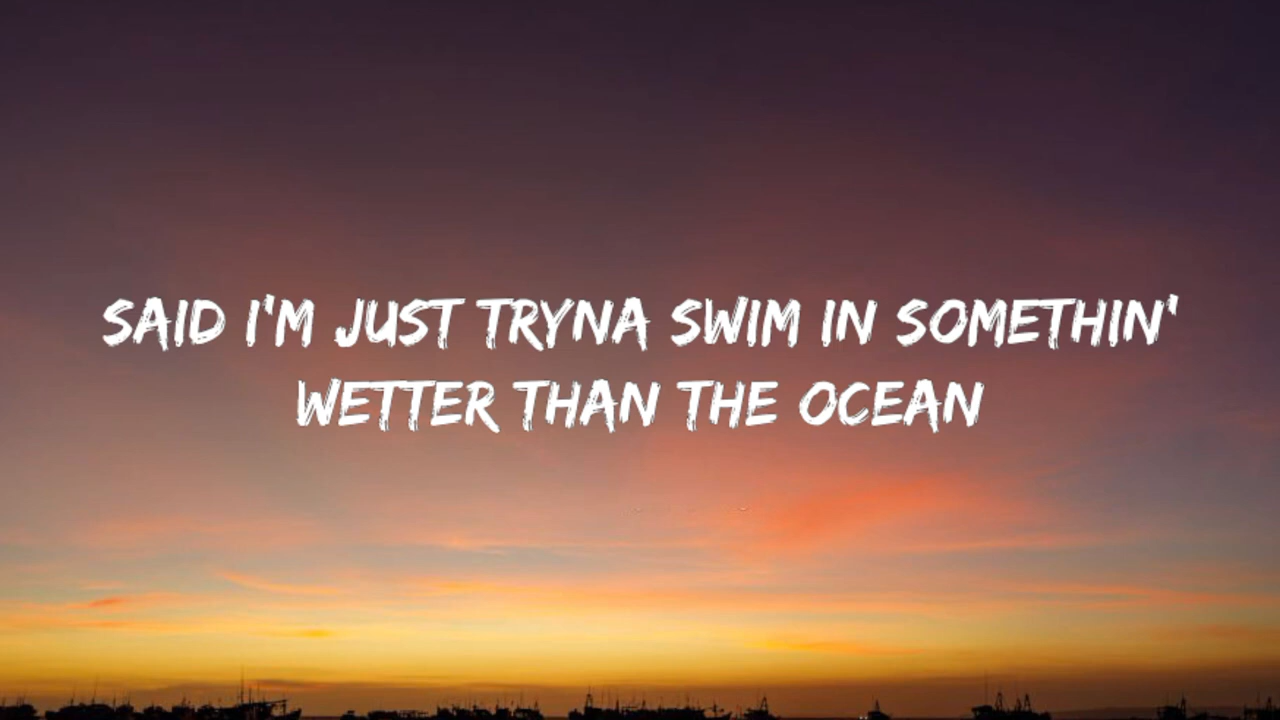 SAID I'M JUST TRYNA SWIM IN SOMETHIN'
WETTER THAN THE OCEAN